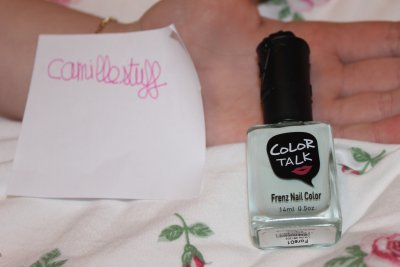 camillestuff
COLOR
TALK
Frenz Nail Color
14ml 0.5oz